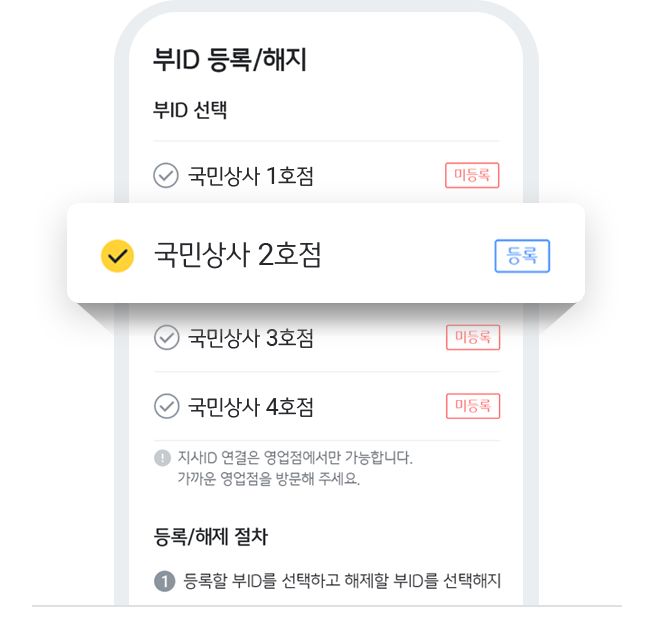 부ID 등록/해지
부ID 선택
국민상사 1호점 미등록
국민상사 2호점 등록
국민상사 3호점 미등록
국민상사 4호점 미등록
! 지사ID 연결은 영업점에서만 가능합니다.
가까운 영업점을 방문해 주세요.
등록/해제 절차
1 등록할 부ID를 선택하고 해제할 부ID를 선택해지